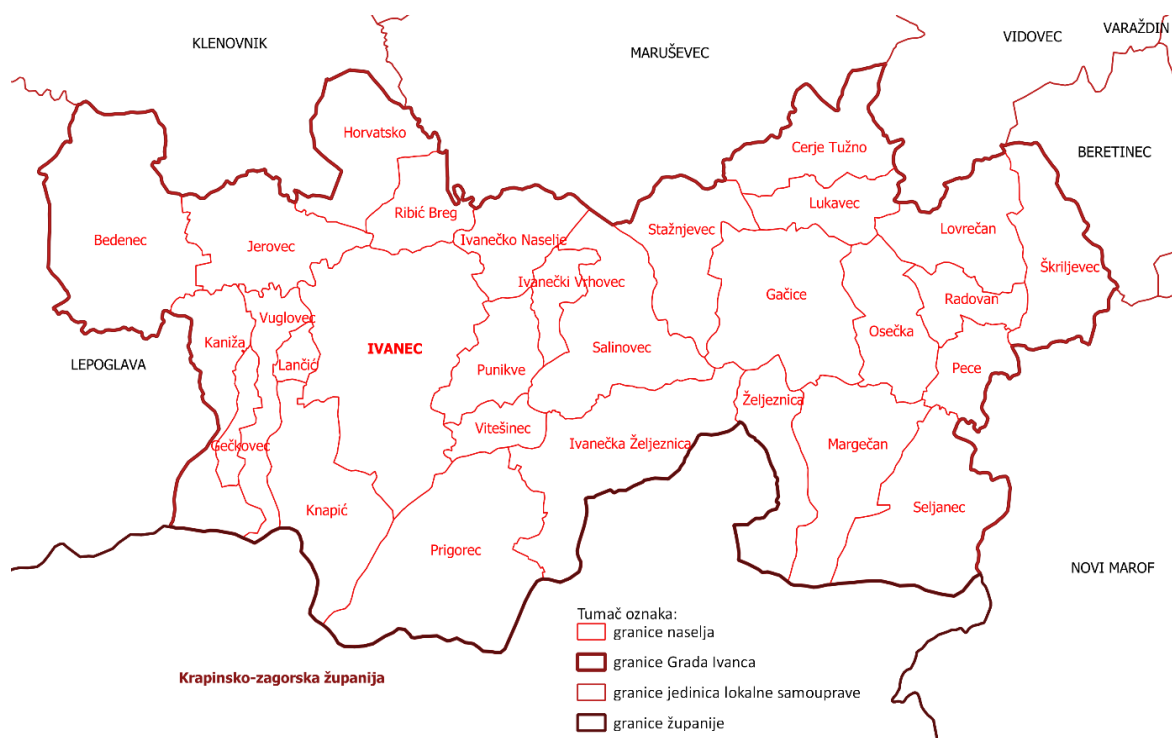 KLENOVNIK
MARUŠEVEC
VIDOVEC
VARAŽDIN
BERETINEC
Horvatsko
Cerje Tužno
Ribić Breg
Lukavec
Bedenec
Jerovec
Ivanečko Naselje
Stažnjevec
Lovrečan
Škriljevec
Ivanečki Vrhovec
Gačice
Radovan
Vuglovec
Kaniža
Osečka
IVANEC
Salinovec
LEPOGLAVA
Lančić
Punikve
Pece
Željeznica
Vitešinec
Gečkovec
Ivanečka Željeznica
Margečan
Knapić
Seljanec
Prigorec
NOVI MAROF
Krapinsko-zagorska županija
Tumač oznaka:
granice naselja
granice Grada Ivanca
granice jedinica lokalne samouprave
granice županije